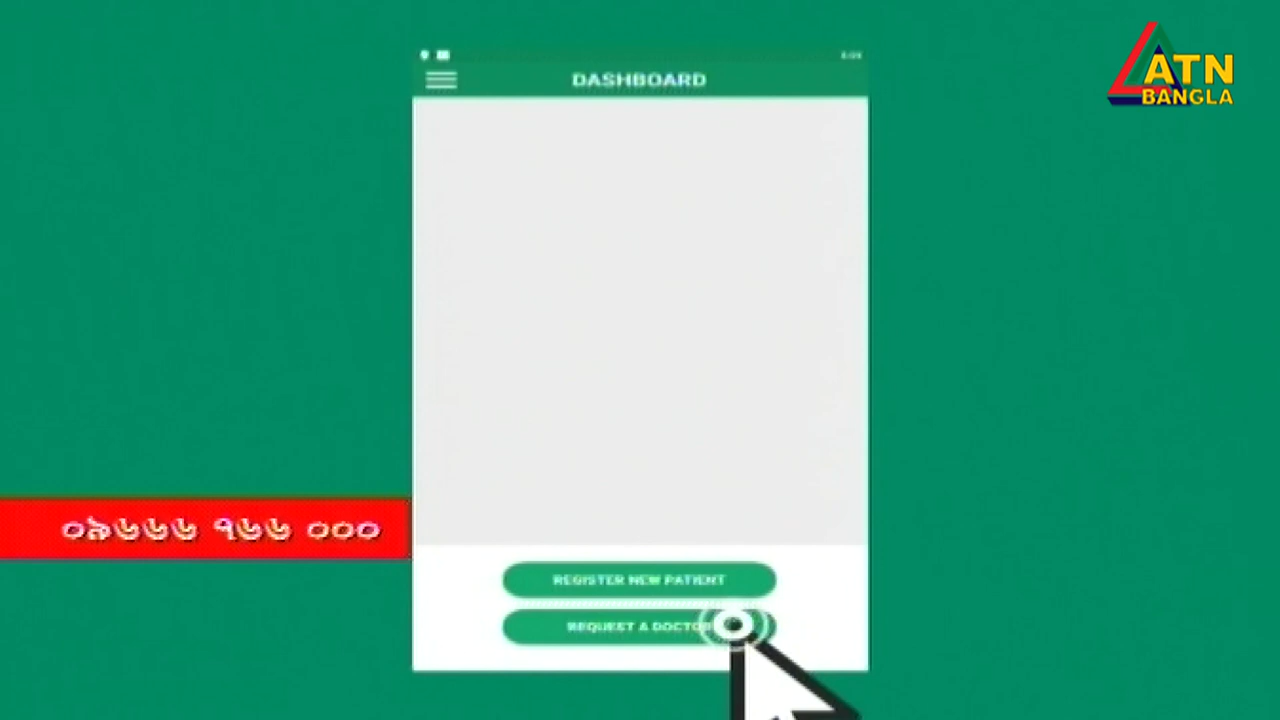 DASHBOARD
ATN
BANGLA
০৯৬৬৬ ৭৬৬ ০০০
REGISTER NEW PATIENT
REQUEST A DOCTOR